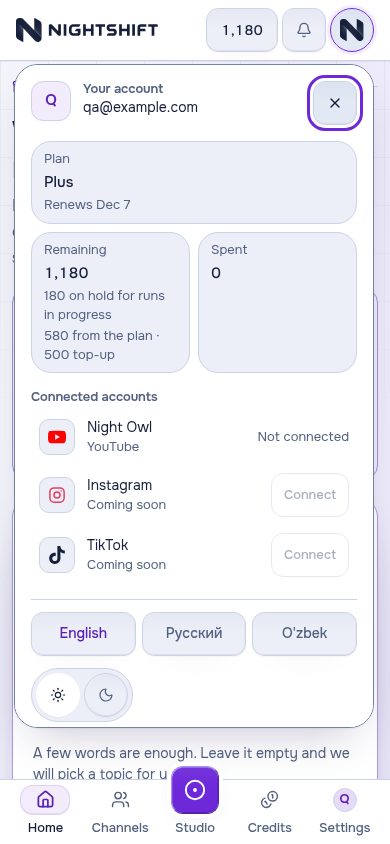 NIGHTSHIFT
1,180
Q
Your account
qa@example.com
Plan
Plus
Renews Dec 7
Remaining
1,180
180 on hold for runs
in progress
580 from the plan ·
500 top-up
Spent
0
Connected accounts
Night Owl
YouTube
Not connected
Instagram
Coming soon
Connect
TikTok
Coming soon
Connect
English
Русский
O'zbek
A few words are enough. Leave it empty and we
will pick a topic for
Home
Channels
Studio
Credits
Q
Settings